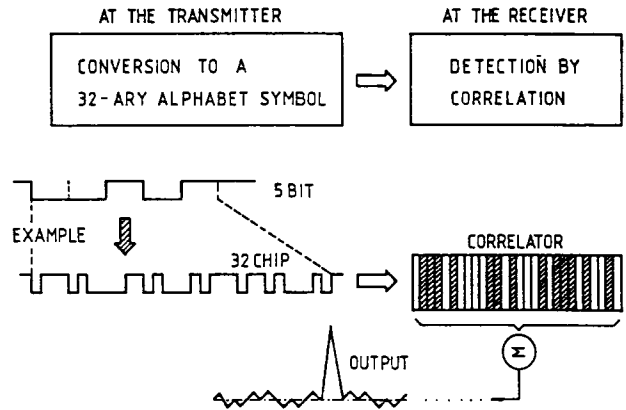 AT THE TRANSMITTER
AT THE RECEIVER
CONVERSION TO A
32-ARY ALPHABET SYMBOL
DETECTION BY
CORRELATION
5 BIT
EXAMPLE
32 CHIP
CORRELATOR
Σ
OUTPUT